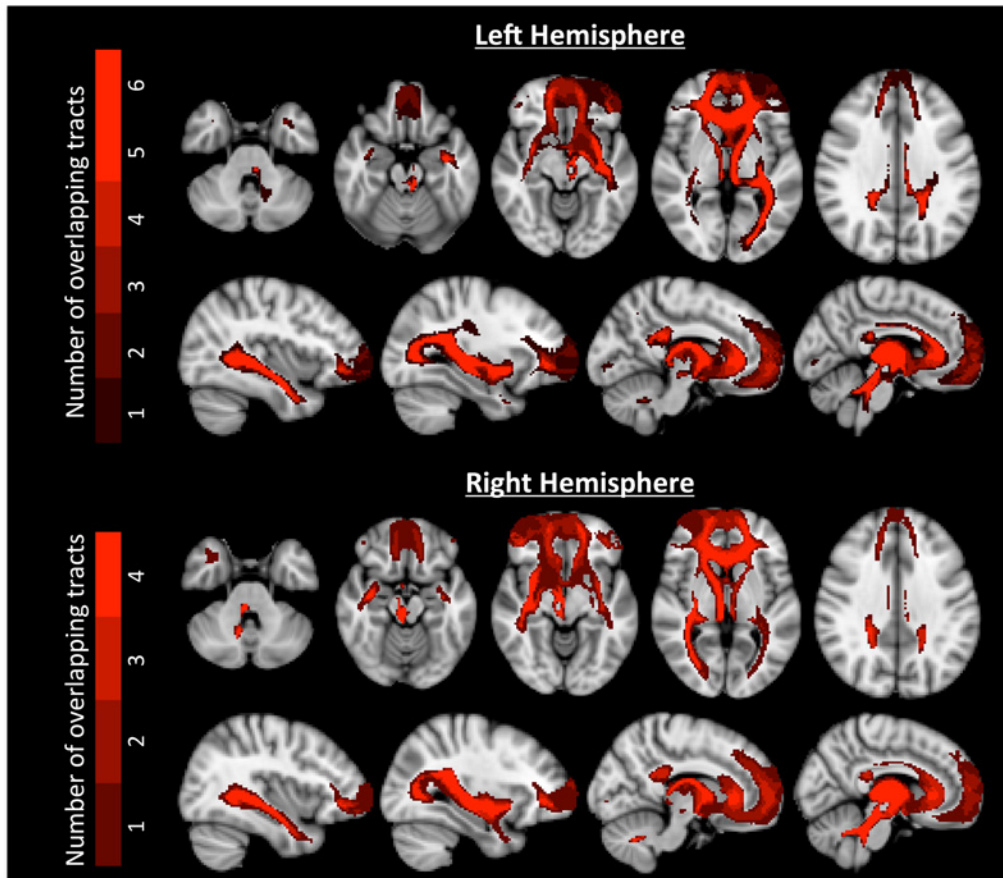 Left Hemisphere
Number of overlapping tracts
6
5
4
3
2
1
Right Hemisphere
Number of overlapping tracts
4
3
2
1